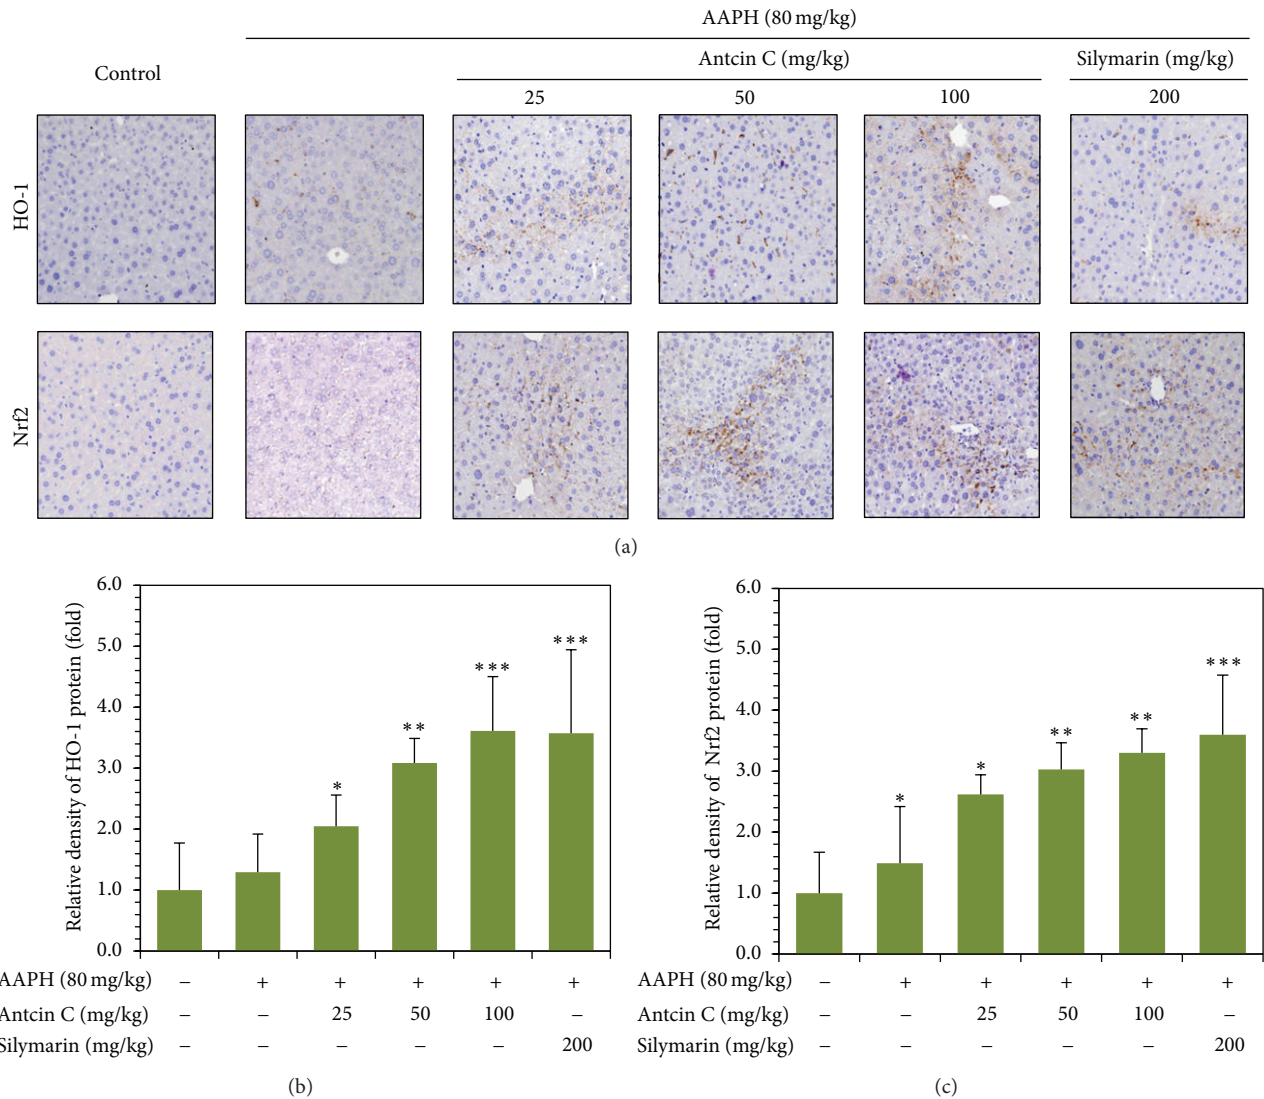 AAPH (80 mg/kg)
Control
Antcin C (mg/kg)
Silymarin (mg/kg)
25
50
100
200
HO-1
Nrf2
(a)
Relative density of HO-1 protein (fold)
6.0
5.0
4.0
3.0
2.0
1.0
0.0
*
**
***
***
AAPH (80 mg/kg) – + + + + +
Antcin C (mg/kg) – – 25 50 100 –
Silymarin (mg/kg) – – – – – 200
(b)
Relative density of Nrf2 protein (fold)
6.0
5.0
4.0
3.0
2.0
1.0
0.0
*
*
**
**
***
AAPH (80 mg/kg) – + + + + +
Antcin C (mg/kg) – – 25 50 100 –
Silymarin (mg/kg) – – – – – 200
(c)